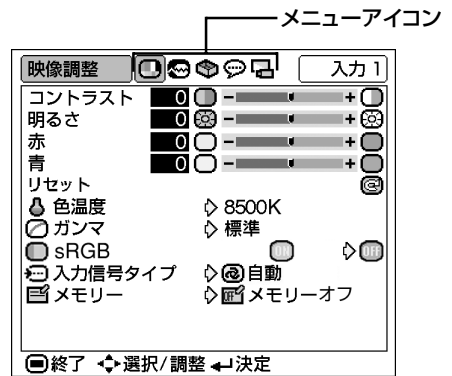 メニューアイコン
映像調整 入力 1
コントラスト 0 - +
明るさ 0 - +
赤 0 - +
青 0 - +
リセット
色温度 8500K
ガンマ 標準
sRGB ON OFF
入力信号タイプ 自動
メモリー OFF メモリーオフ
終了 選択/調整 決定